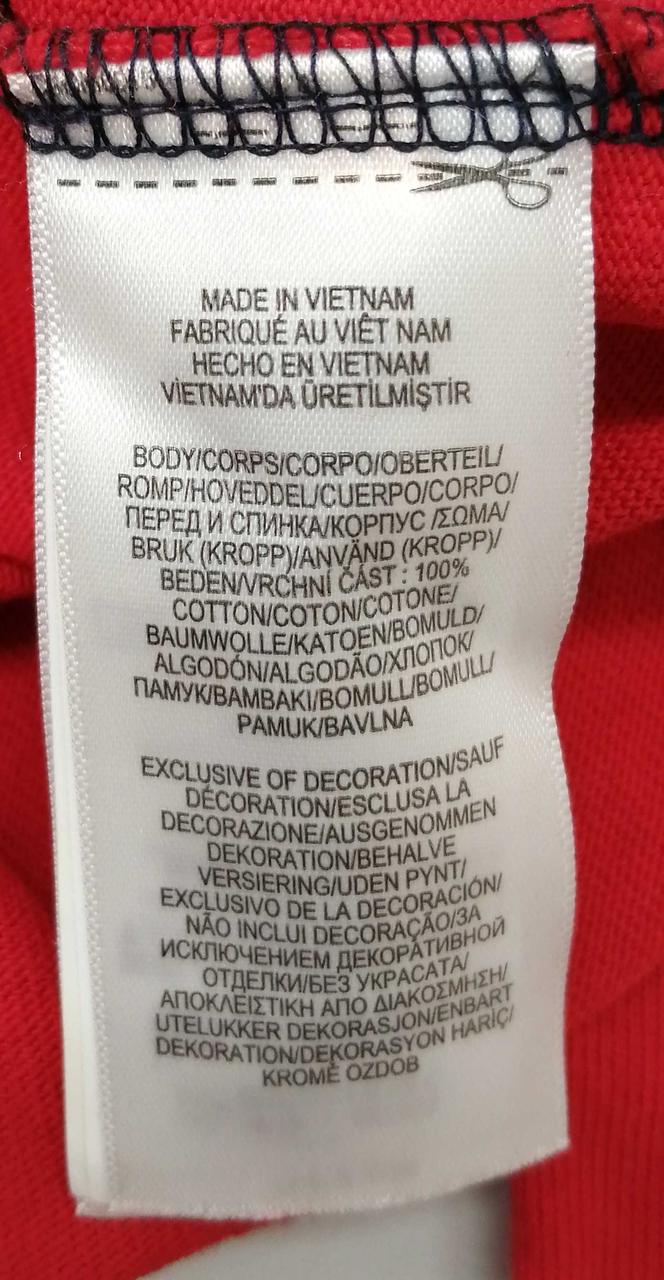 MADE IN VIETNAM
FABRIQUÉ AU VIÊT NAM
HECHO EN VIETNAM
VİETNAM'DA ÜRETİLMİŞTİR
BODY/CORPS/CORPO/OBERTEIL/
ROMP/HOVEDDEL/CUERPO/CORPO/
ПЕРЕД И СПИНКА/КОРПУС /ΣΩΜΑ/
BRUK (KROPP)/ANVÄND (KROPP)/
BEDEN/VRCHNÍ ČÁST : 100%
COTTON/COTON/COTONE/
BAUMWOLLE/KATOEN/BOMULD/
ALGODÓN/ALGODÃO/ХЛОПОК/
ПАМУК/ΒΑΜΒΑΚΙ/BOMULL/BOMULL/
PAMUK/BAVLNA
EXCLUSIVE OF DECORATION/SAUF
DÉCORATION/ESCLUSA LA
DECORAZIONE/AUSGENOMMEN
DEKORATION/BEHALVE
VERSIERING/UDEN PYNT/
EXCLUSIVO DE LA DECORACIÓN/
NÃO INCLUI DECORAÇÃO/ЗА
ИСКЛЮЧЕНИЕМ ДЕКОРАТИВНОЙ
ОТДЕЛКИ/БЕЗ УКРАСАТА/
ΑΠΟΚΛΕΙΣΤΙΚΗ ΑΠΟ ΔΙΑΚΟΣΜΗΣΗ/
UTELUKKER DEKORASJON/ENBART
DEKORATION/DEKORASYON HARİÇ/
KROMĚ OZDOB